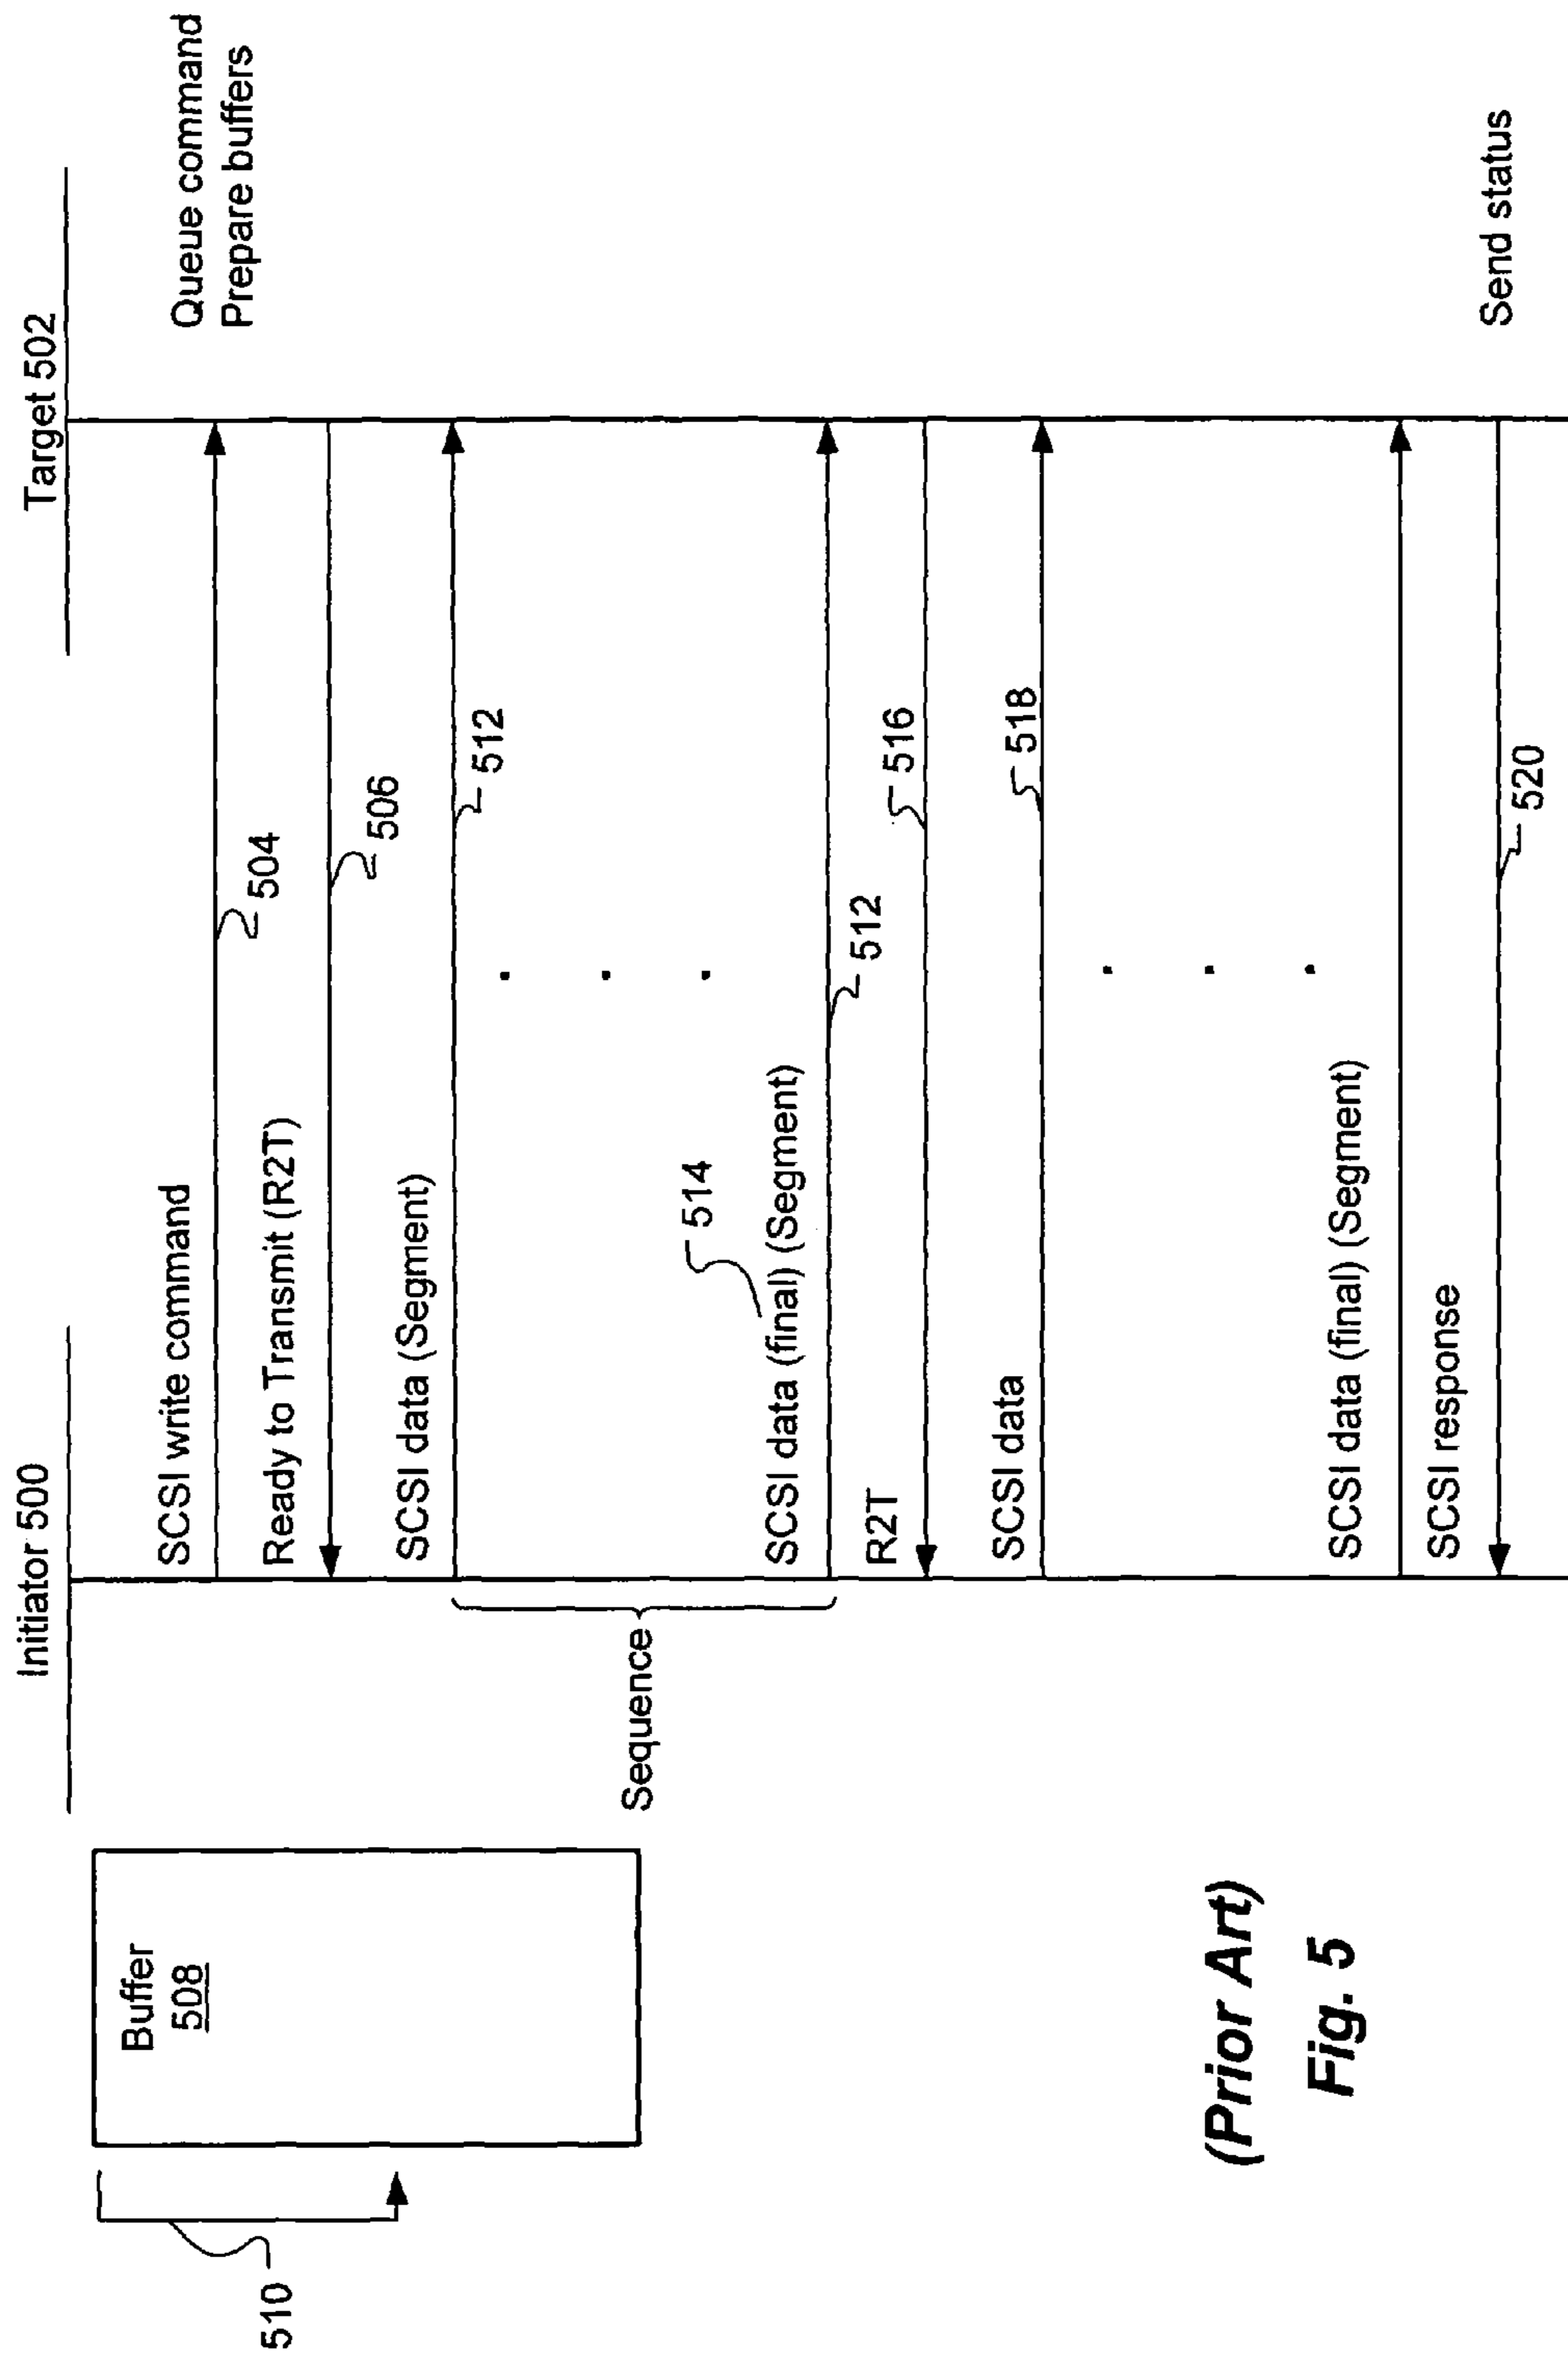 Initiator 500
Target 502
Buffer
508
510
SCSI write command
504
Queue command
Prepare buffers
Ready to Transmit (R2T)
506
SCSI data (Segment)
512
Sequence
514
SCSI data (final) (Segment)
512
R2T
516
SCSI data
518
SCSI data (final) (Segment)
SCSI response
520
Send status
(Prior Art)
Fig. 5